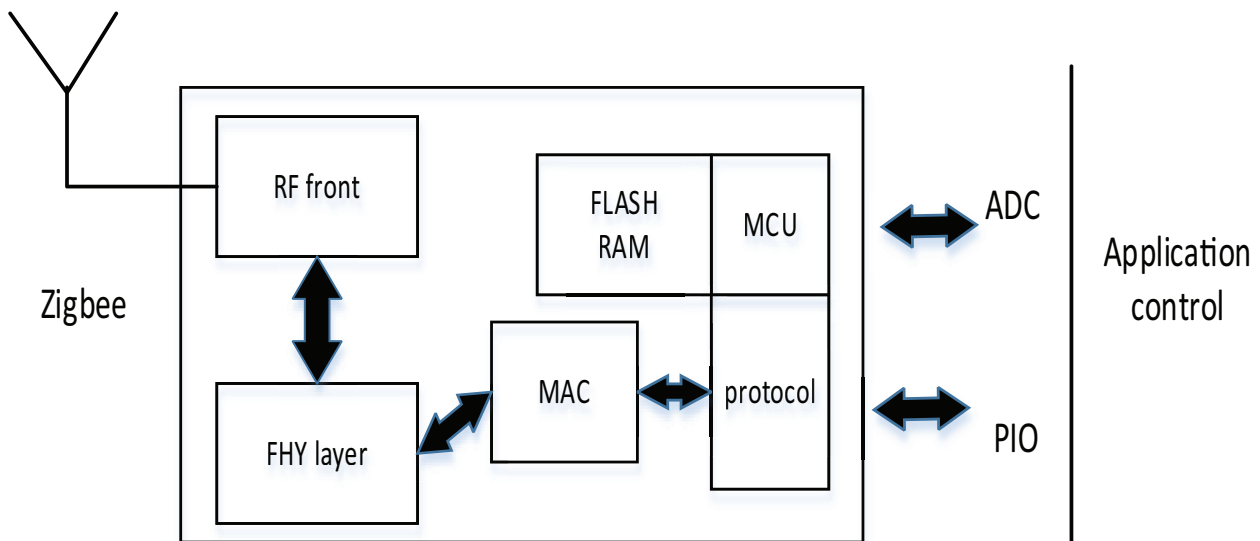 RF front
FLASH
RAM
MCU
ADC
Application
control
Zigbee
MAC
protocol
FHY layer
PIO